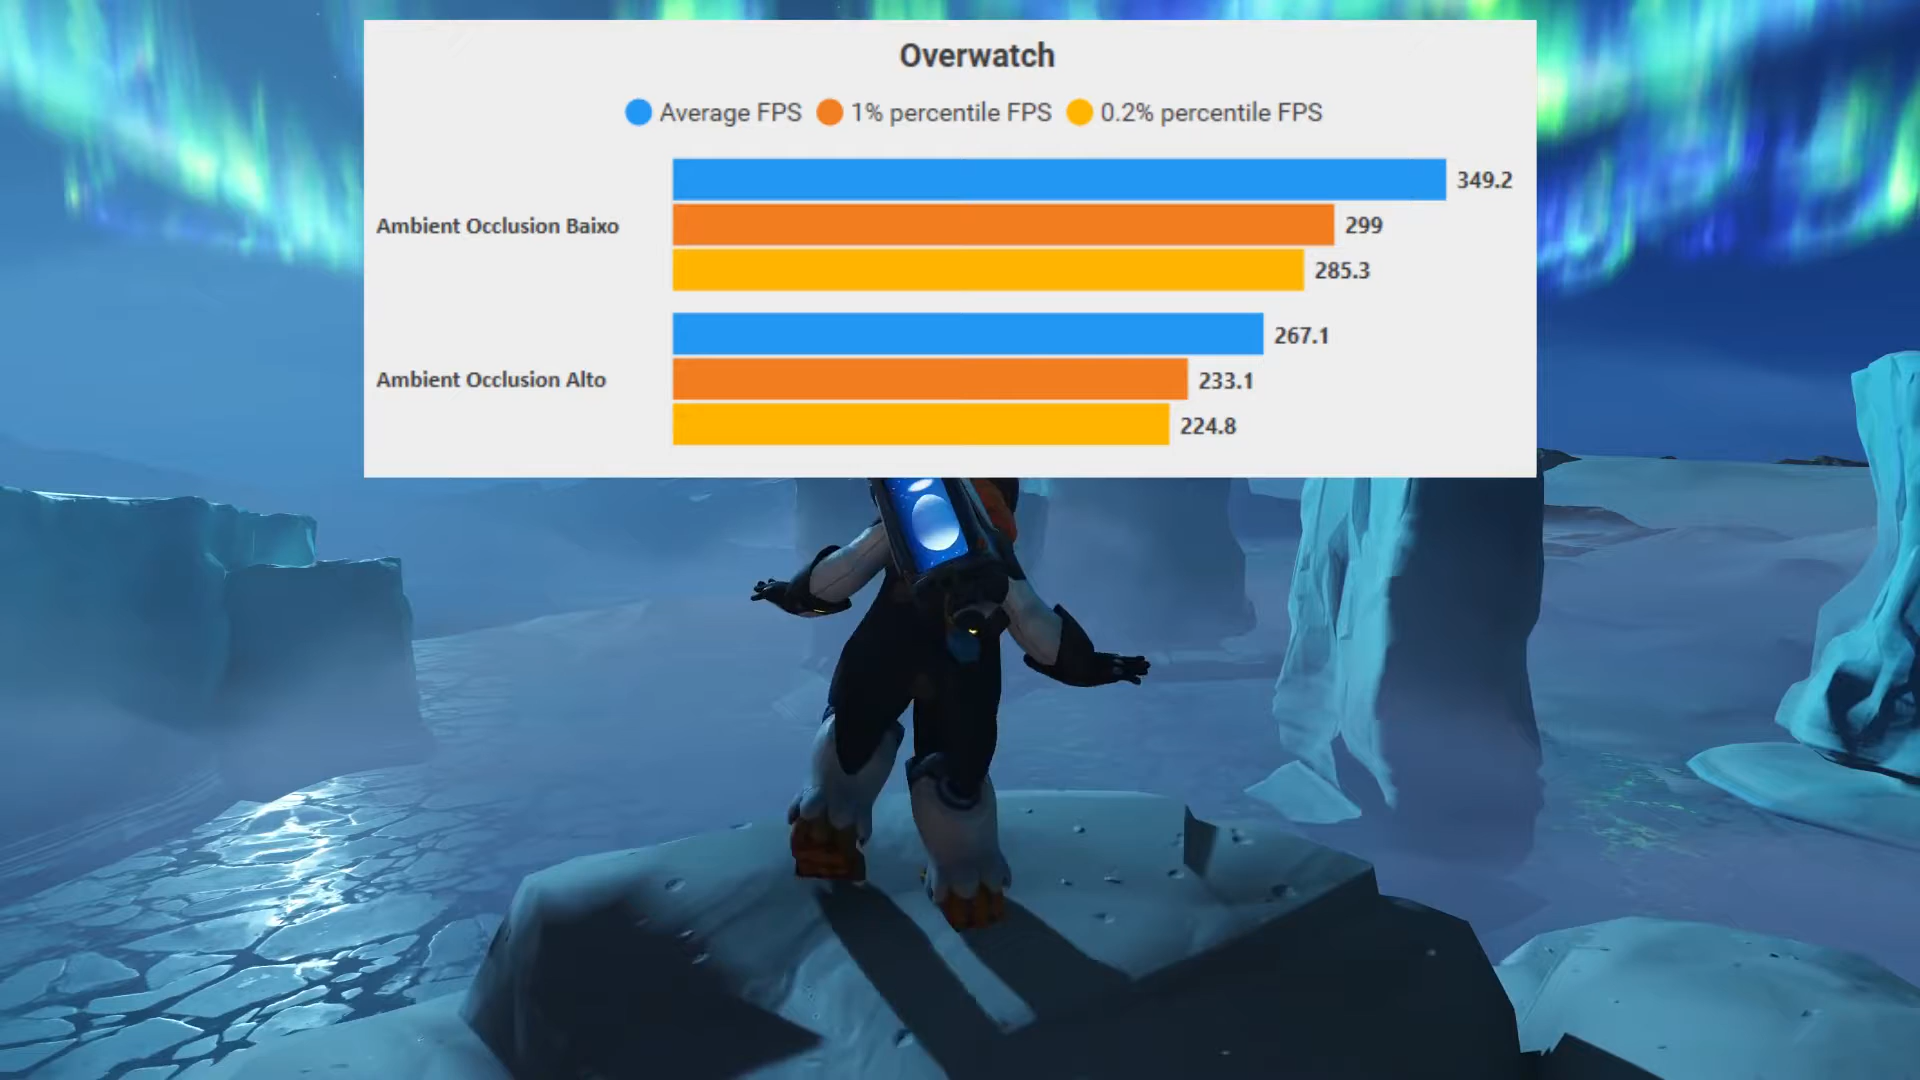 Overwatch
Average FPS 1% percentile FPS 0.2% percentile FPS
349.2
Ambient Occlusion Baixo 299
285.3
267.1
Ambient Occlusion Alto 233.1
224.8